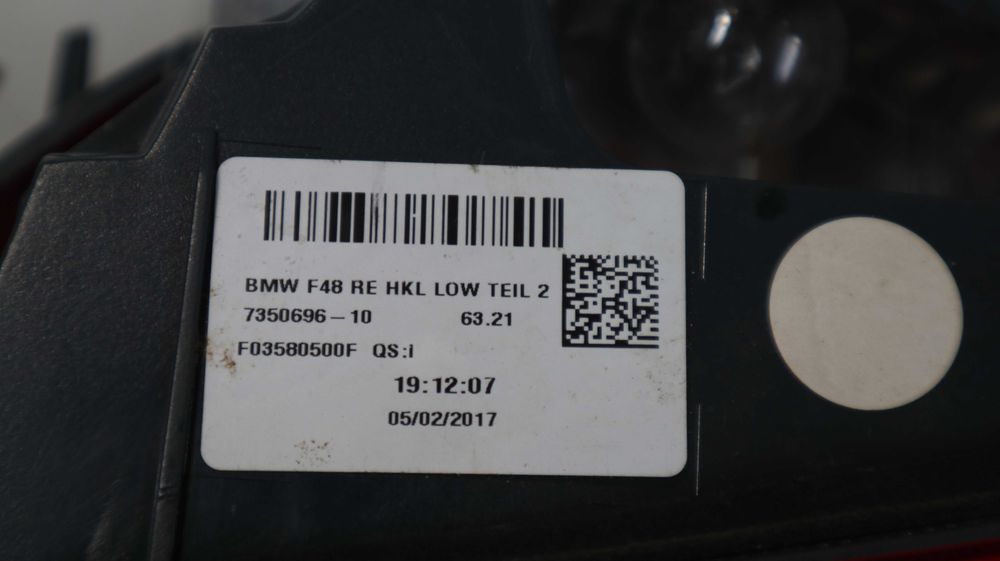 BMW F48 RE HKL LOW TEIL 2
7350696-10 63.21
F03580500F QS:i
19:12:07
05/02/2017